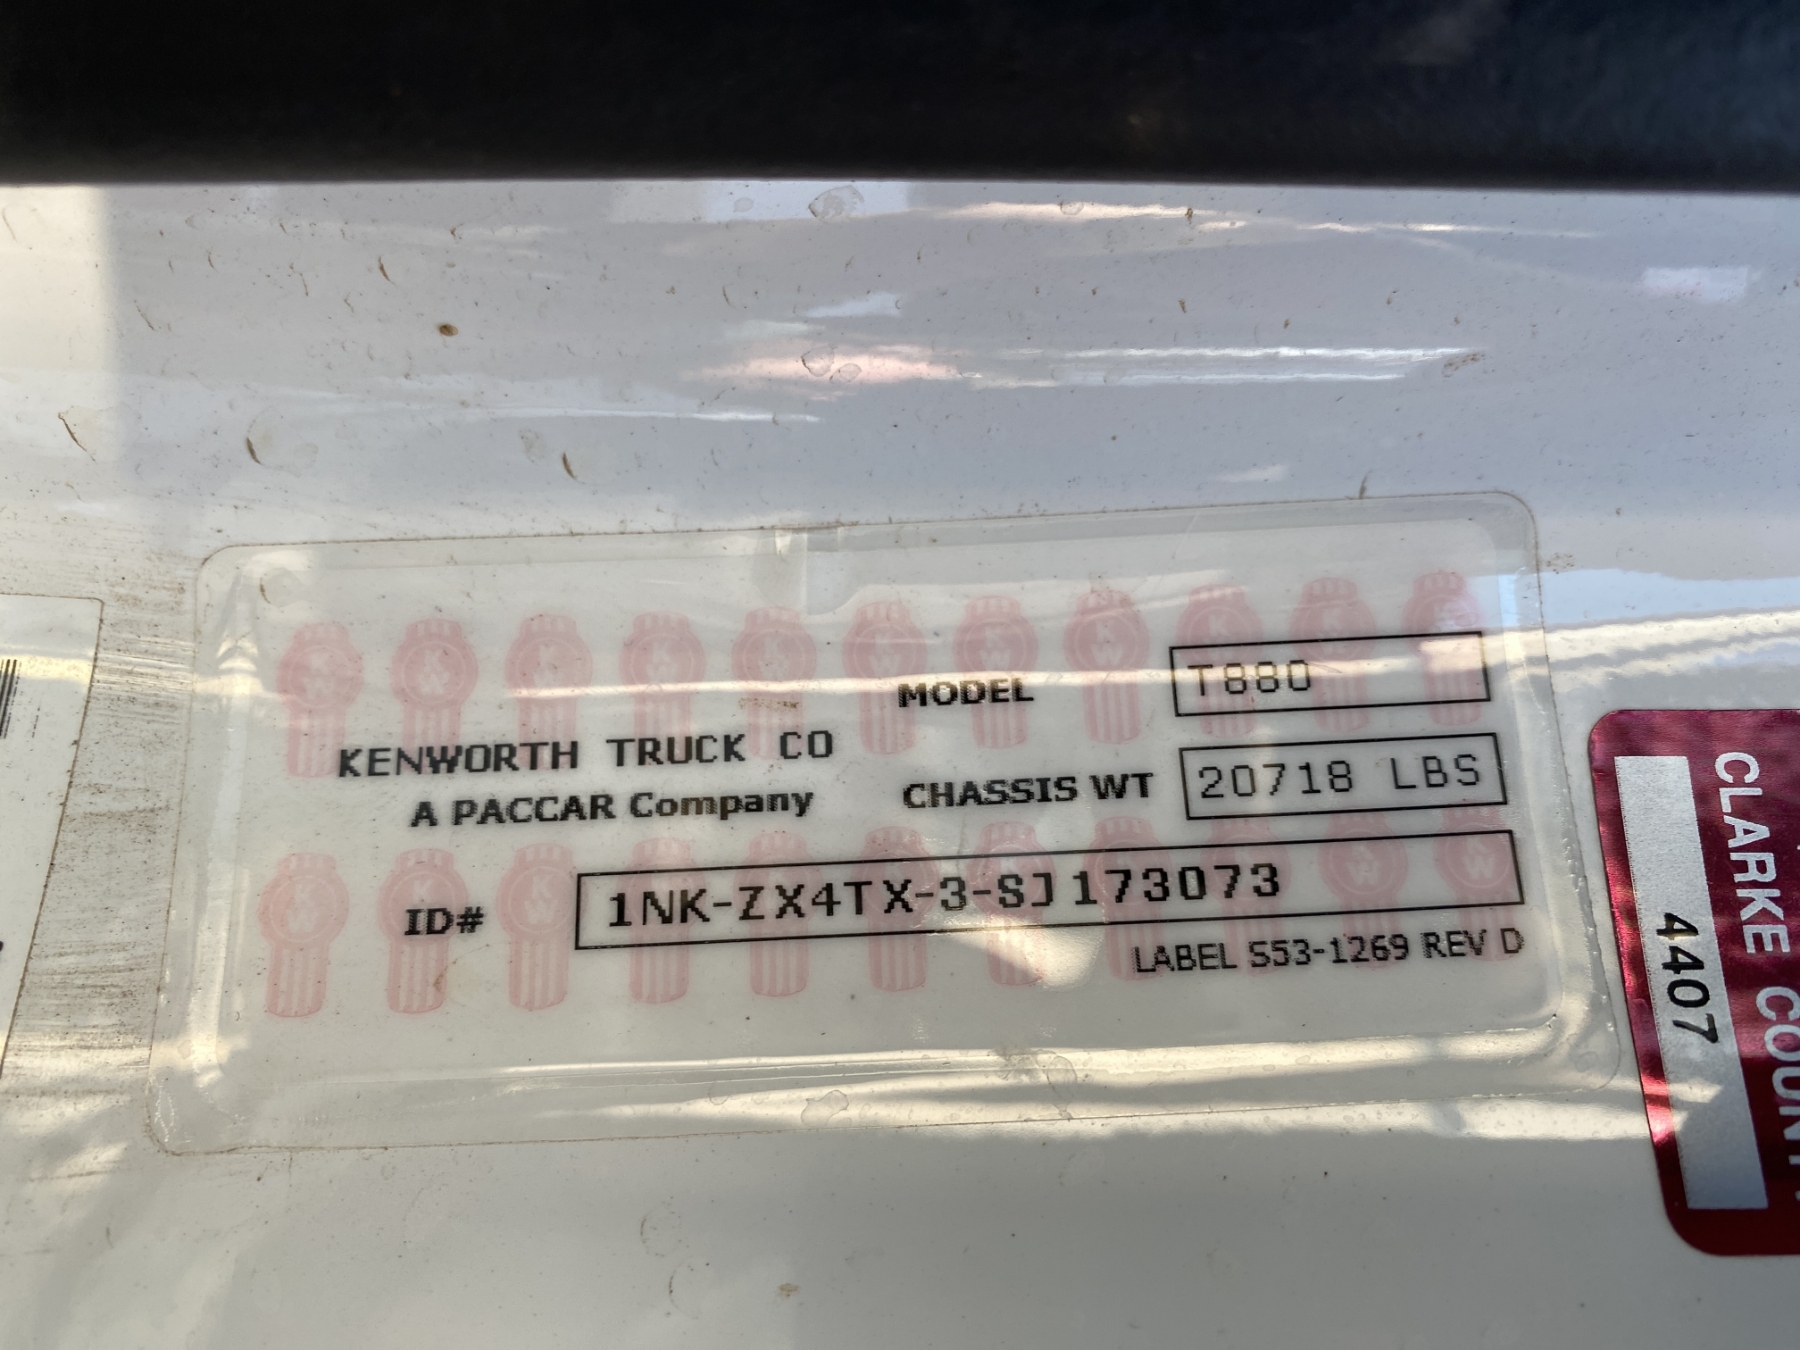 MODEL T880
KENWORTH TRUCK CO
A PACCAR Company
CHASSIS WT 20718 LBS
ID# 1NK-ZX4TX-3-SJ173073
LABEL S53-1269 REV D
CLARKE COUNTY
4407